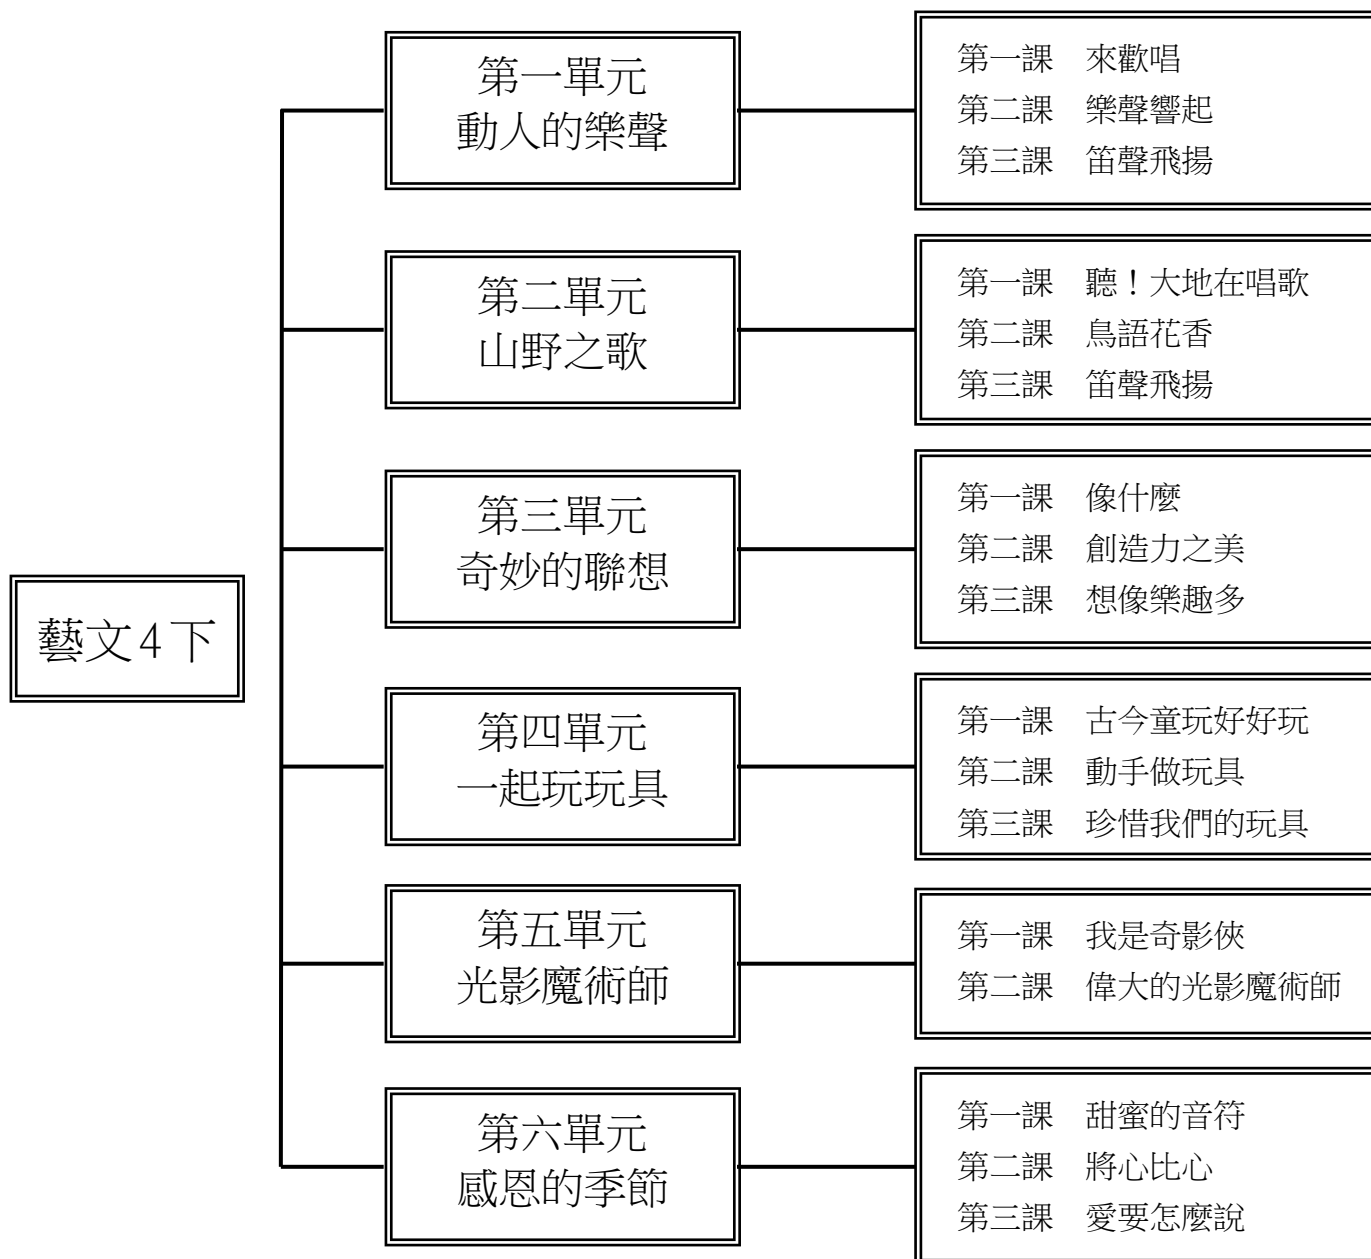 藝文4下
第一單元
動人的樂聲
第一課　來歡唱
第二課　樂聲響起
第三課　笛聲飛揚
第二單元
山野之歌
第一課　聽！大地在唱歌
第二課　鳥語花香
第三課　笛聲飛揚
第三單元
奇妙的聯想
第一課　像什麼
第二課　創造力之美
第三課　想像樂趣多
第四單元
一起玩玩具
第一課　古今童玩好好玩
第二課　動手做玩具
第三課　珍惜我們的玩具
第五單元
光影魔術師
第一課　我是奇影俠
第二課　偉大的光影魔術師
第六單元
感恩的季節
第一課　甜蜜的音符
第二課　將心比心
第三課　愛要怎麼說